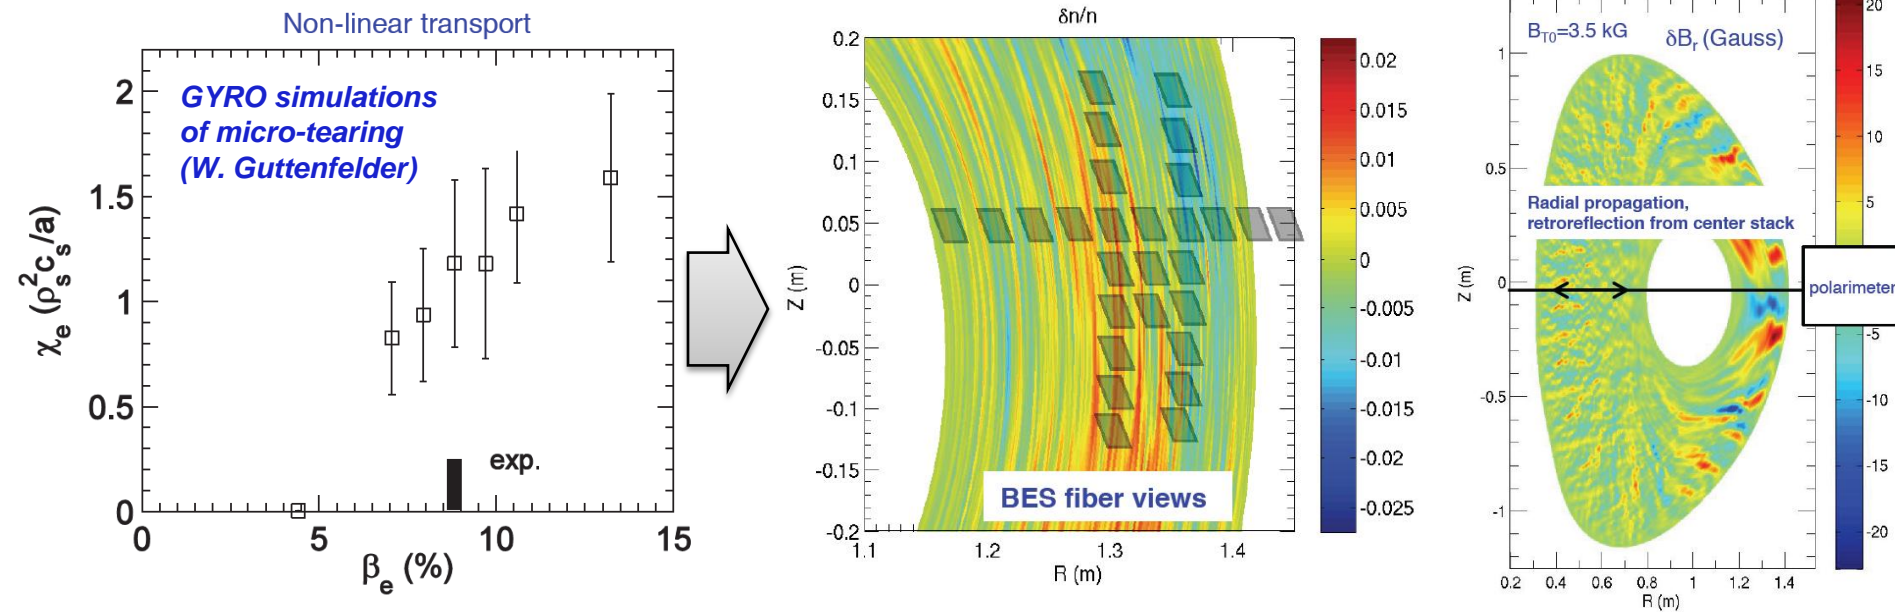 Non-linear transport
GYRO simulations
of micro-tearing
(W. Guttenfelder)
χe (ρs²cs/a)
2
1.5
1
0.5
0
exp.
0
5
10
15
βe (%)
δn/n
0.2
0.15
0.1
0.05
0
-0.05
-0.1
-0.15
-0.2
Z (m)
BES fiber views
1.1
1.2
1.3
1.4
R (m)
0.02
0.015
0.01
0.005
0
-0.005
-0.01
-0.015
-0.02
-0.025
BT0=3.5 kG
δBr (Gauss)
1
0.5
Radial propagation,
retroreflection from center stack
0
-0.5
-1
Z (m)
polarimeter
0.2
0.4
0.6
0.8
1
1.2
1.4
R (m)
20
15
10
5
-5
-10
-15
-20